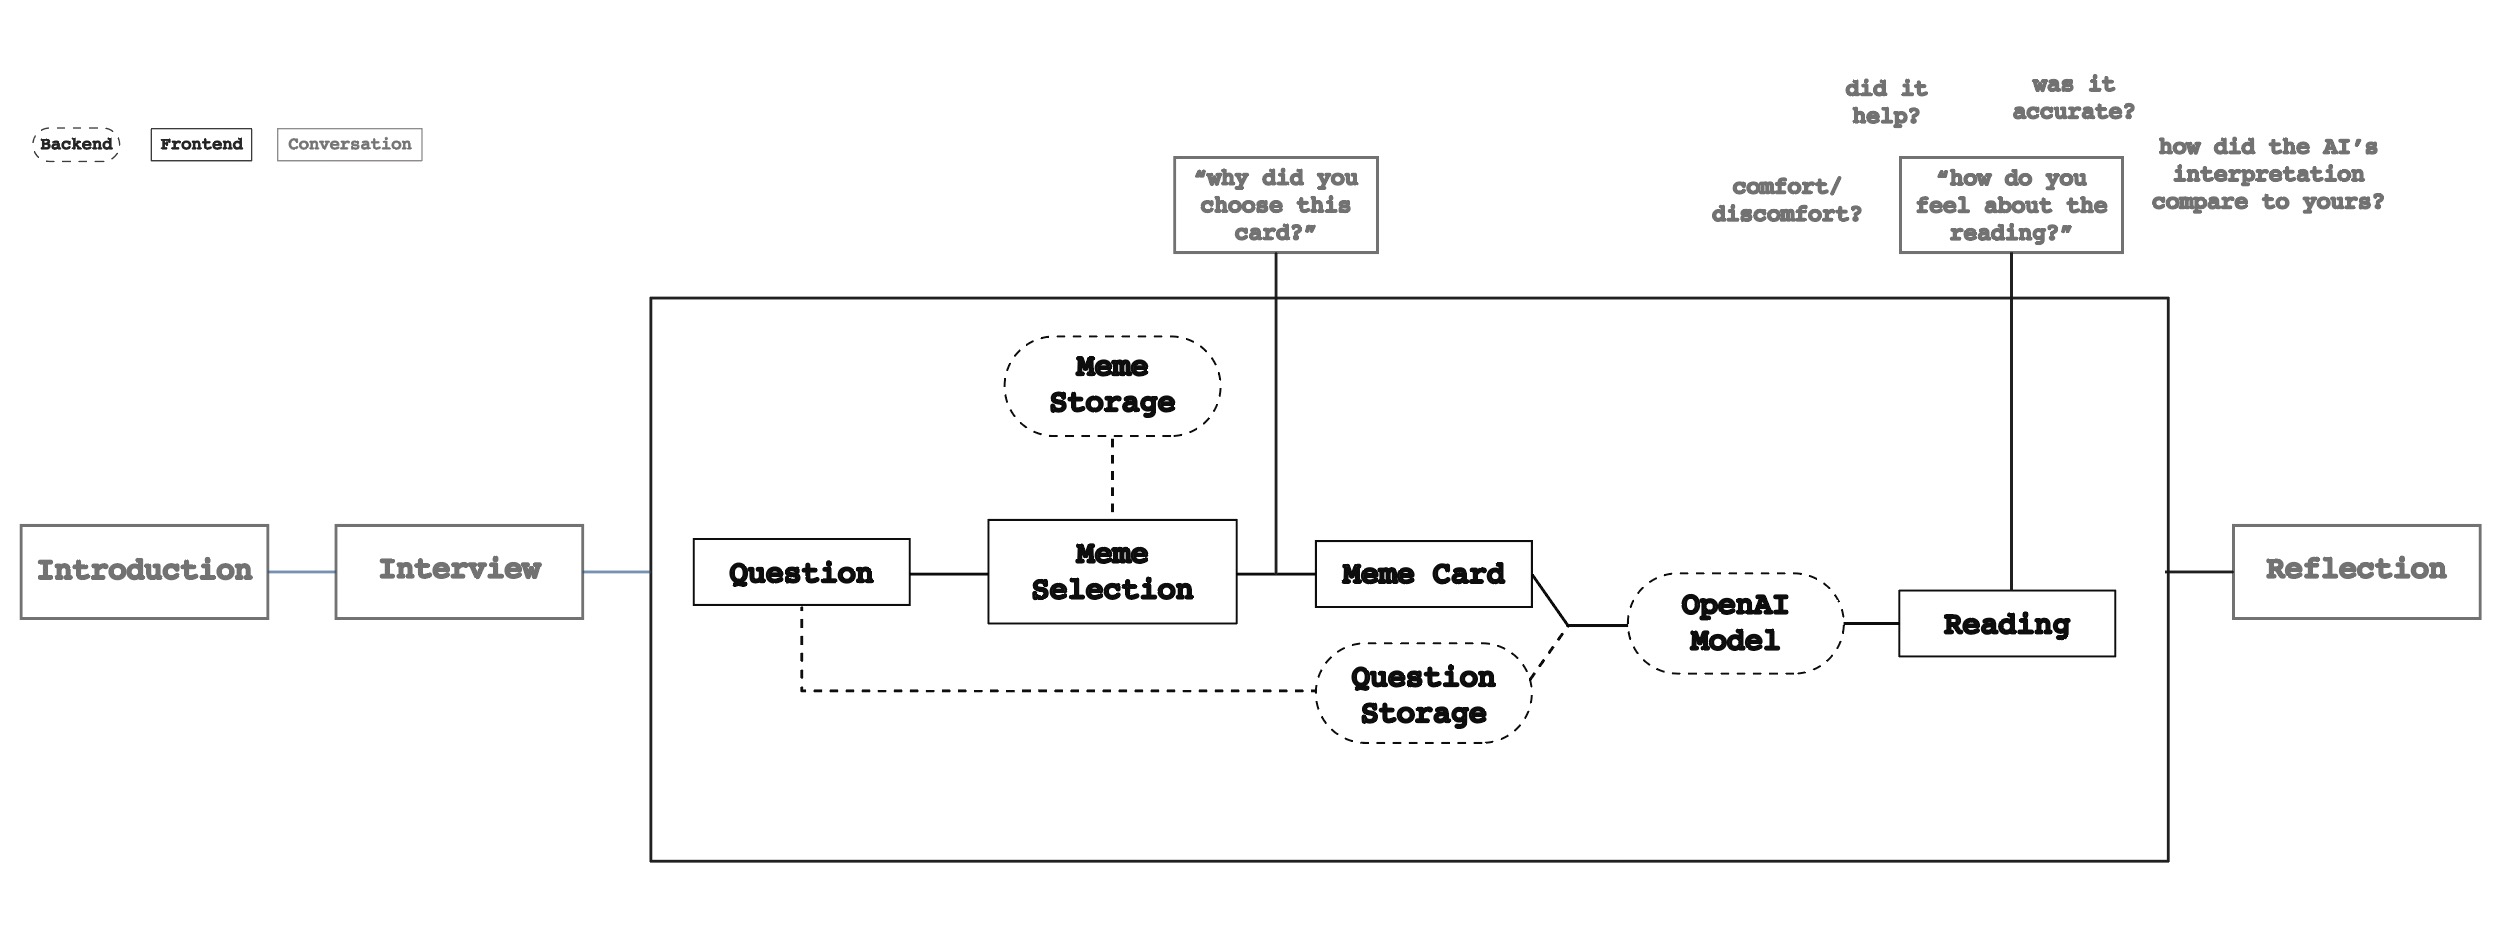 did it
help?
was it
accurate?
Backend
Frontend
Conversation
how did the AI’s
interpretation
compare to yours?
“why did you
choose this
card?”
comfort/
discomfort?
“how do you
feel about the
reading?”
Meme
Storage
Introduction
Interview
Question
Meme
Selection
Meme Card
OpenAI
Model
Reading
Reflection
Question
Storage